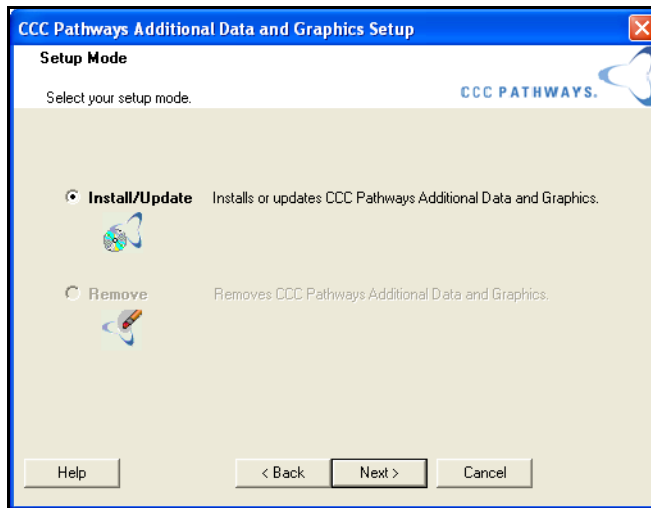 CCC Pathways Additional Data and Graphics Setup
Setup Mode
Select your setup mode.
CCC PATHWAYS.
Install/Update Installs or updates CCC Pathways Additional Data and Graphics.
Remove Removes CCC Pathways Additional Data and Graphics.
Help < Back Next > Cancel